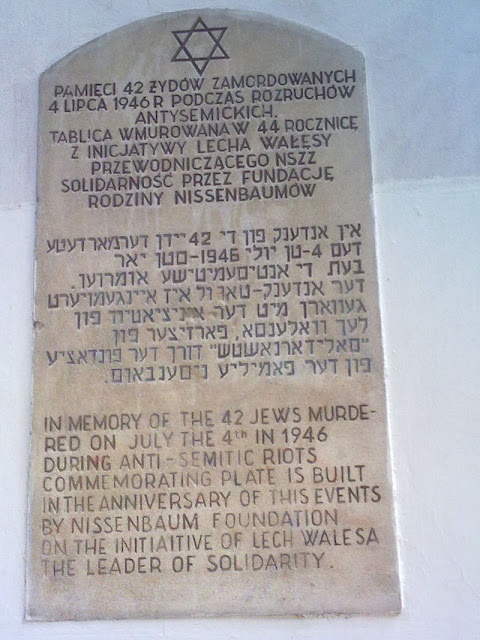 PAMIĘCI 42 ŻYDÓW ZAMORDOWANYCH
4 LIPCA 1946 R PODCZAS ROZRUCHÓW
ANTYSEMICKICH.
TABLICA WMUROWANA W 44 ROCZNICĘ
Z INICJATYWY LECHA WAŁĘSY
PRZEWODNICZĄCEGO NSZZ
SOLIDARNOŚĆ PRZEZ FUNDACJĘ
RODZINY NISSENBAUMÓW
אין אנדענק פון די 42 יידן דערמארדעטע
דעם 4-טן יולי 1946-סטן יאר
בעת די אנטיסעמיטישע אומרוען.
דער אנדענק-טאוול איז איינגעמויערט
געווארן מיט דער איניציאטיוו פון
לעך וואלענסא, פארזיצער פון
"סאלידארנאשטש" דורך דער פונדאציע
פון דער פאמיליע ניסענבאום.
IN MEMORY OF THE 42 JEWS MURDE-
RED ON JULY THE 4th IN 1946
DURING ANTI-SEMITIC RIOTS
COMMEMORATING PLATE IS BUILT
IN THE ANNIVERSARY OF THIS EVENTS
BY NISSENBAUM FOUNDATION
ON THE INITIAITIVE OF LECH WALESA
THE LEADER OF SOLIDARITY.